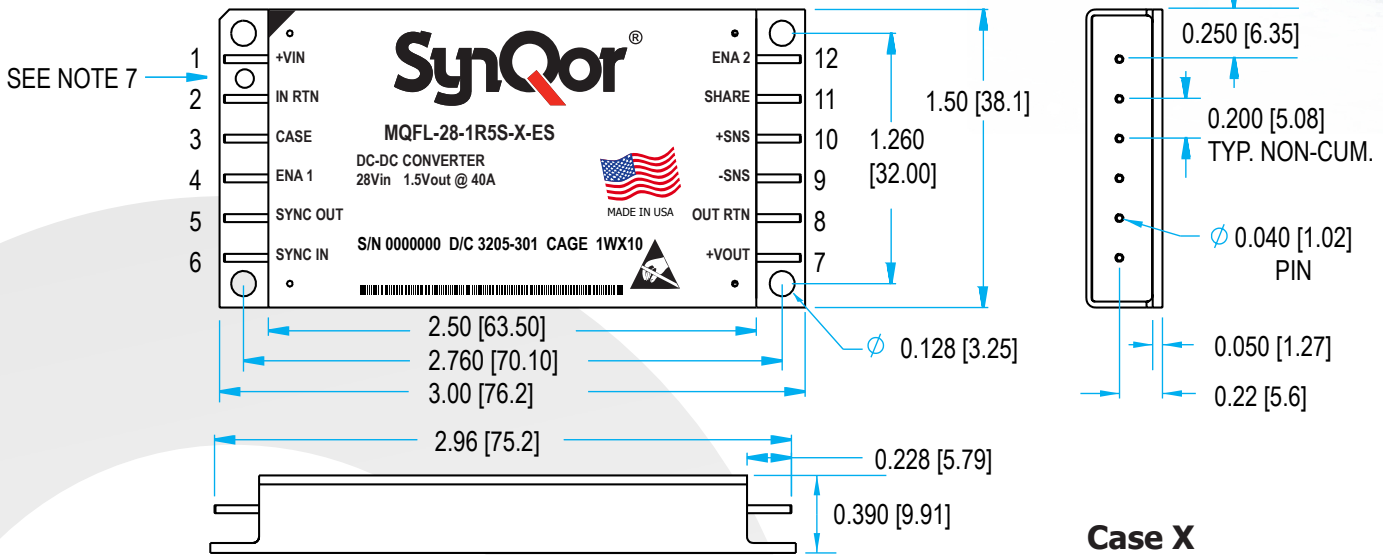 SEE NOTE 7
1
2
3
4
5
6
+VIN
IN RTN
CASE
ENA 1
SYNC OUT
SYNC IN
SynQor®
MQFL-28-1R5S-X-ES
DC-DC CONVERTER
28Vin 1.5Vout @ 40A
MADE IN USA
S/N 0000000 D/C 3205-301 CAGE 1WX10
ENA 2
SHARE
+SNS
-SNS
OUT RTN
+VOUT
12
11
10
9
8
7
1.260
[32.00]
1.50 [38.1]
2.50 [63.50]
2.760 [70.10]
3.00 [76.2]
∅ 0.128 [3.25]
0.250 [6.35]
0.200 [5.08]
TYP. NON-CUM.
∅ 0.040 [1.02]
PIN
0.050 [1.27]
0.22 [5.6]
2.96 [75.2]
0.228 [5.79]
0.390 [9.91]
Case X